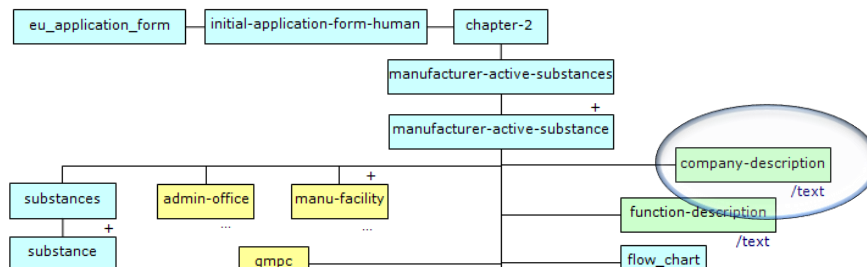 eu_application_form initial-application-form-human chapter-2
manufacturer-active-substances
+
manufacturer-active-substance
company-description
+
substances admin-office manu-facility /text
function-description
+ ... ...
/text
substance gmpc flow_chart